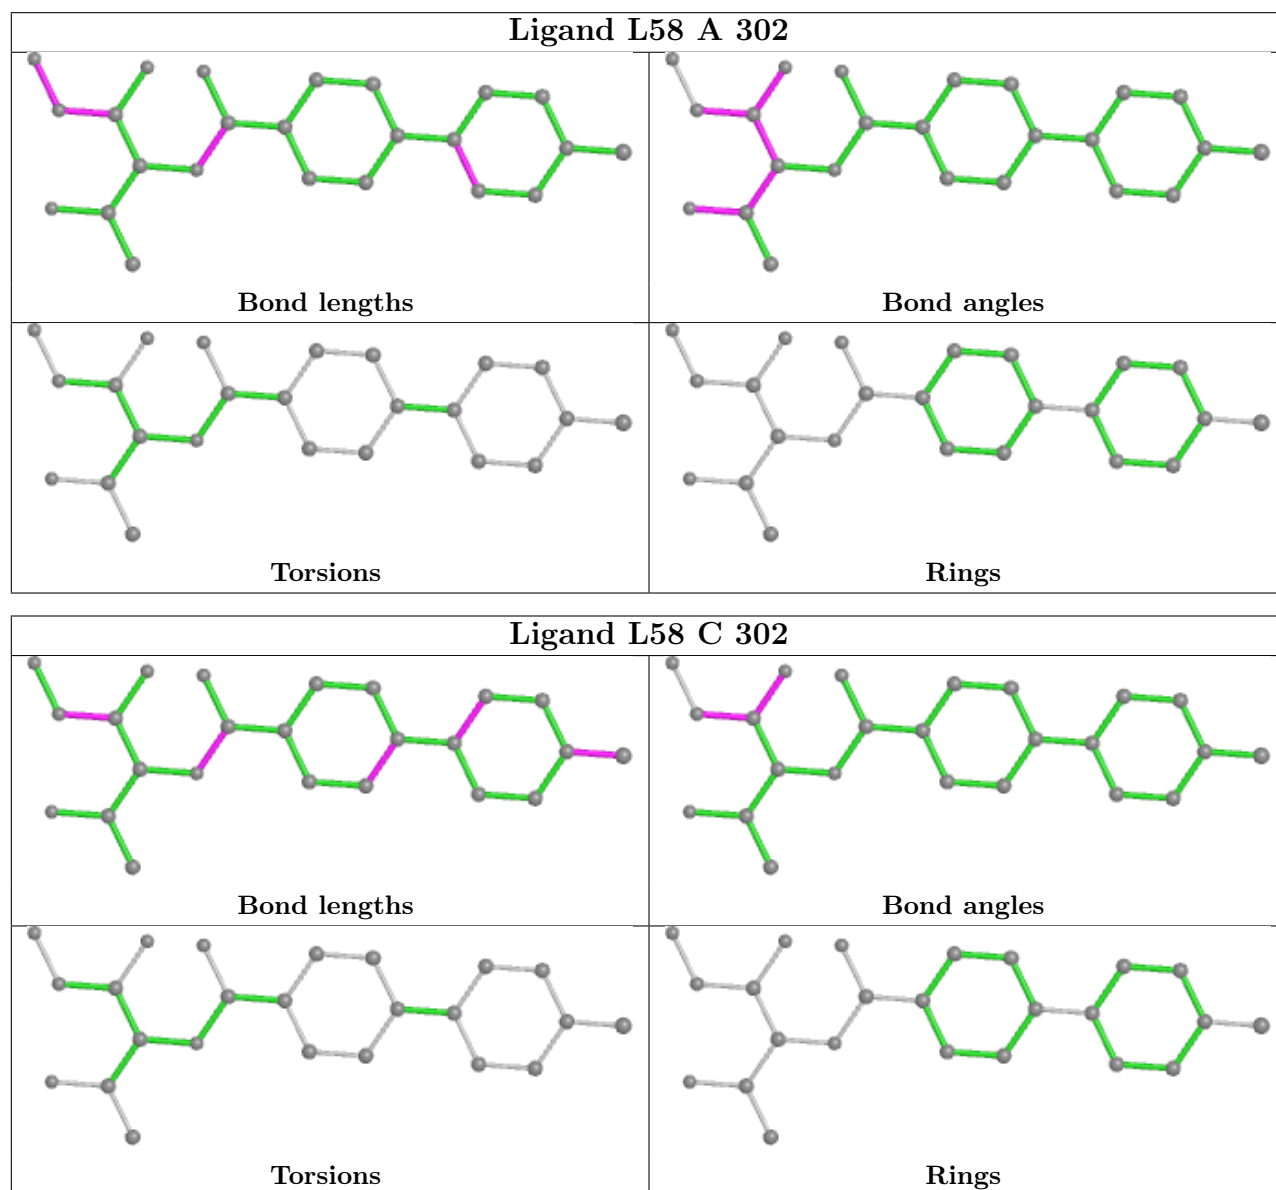 Ligand L58 A 302
Bond lengths
Bond angles
Torsions
Rings
Ligand L58 C 302
Bond lengths
Bond angles
Torsions
Rings